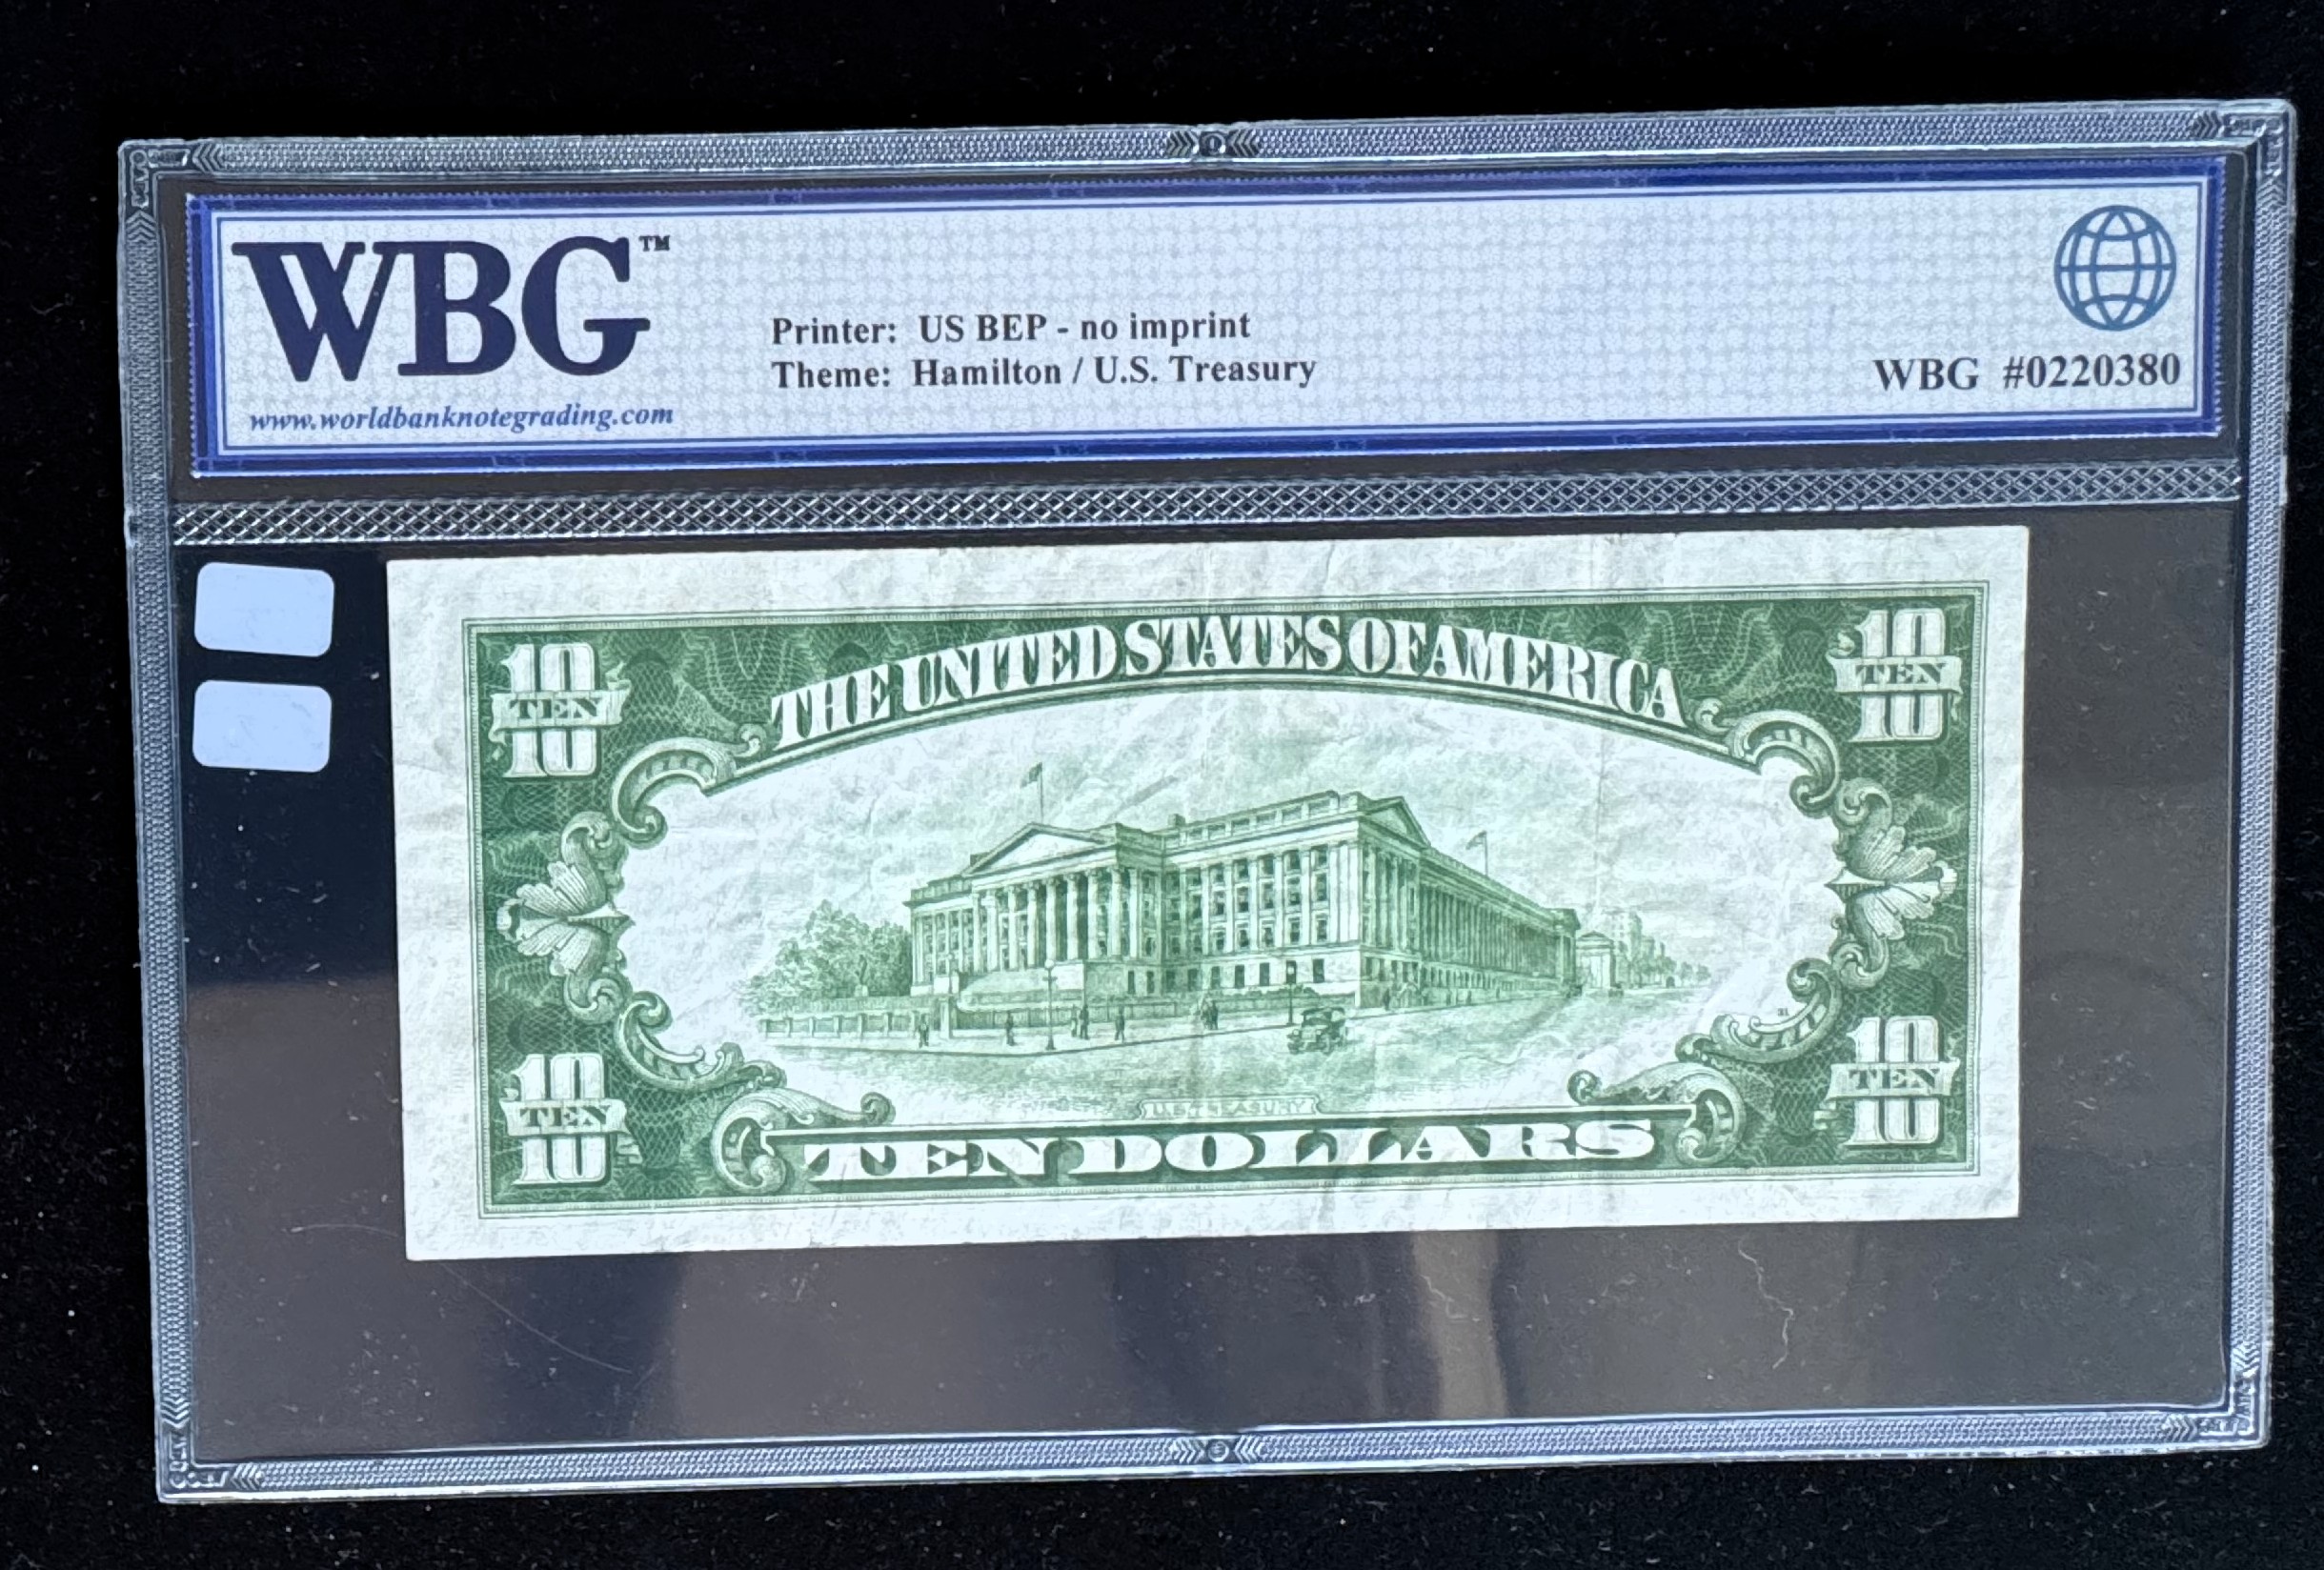 WBG™
www.worldbanknotegrading.com
Printer: US BEP - no imprint
Theme: Hamilton / U.S. Treasury
WBG #0220380
THE UNITED STATES OF AMERICA
10
TEN
10
10
TEN
10
U.S. TREASURY
10
TEN
10
10
TEN
10
TEN DOLLARS